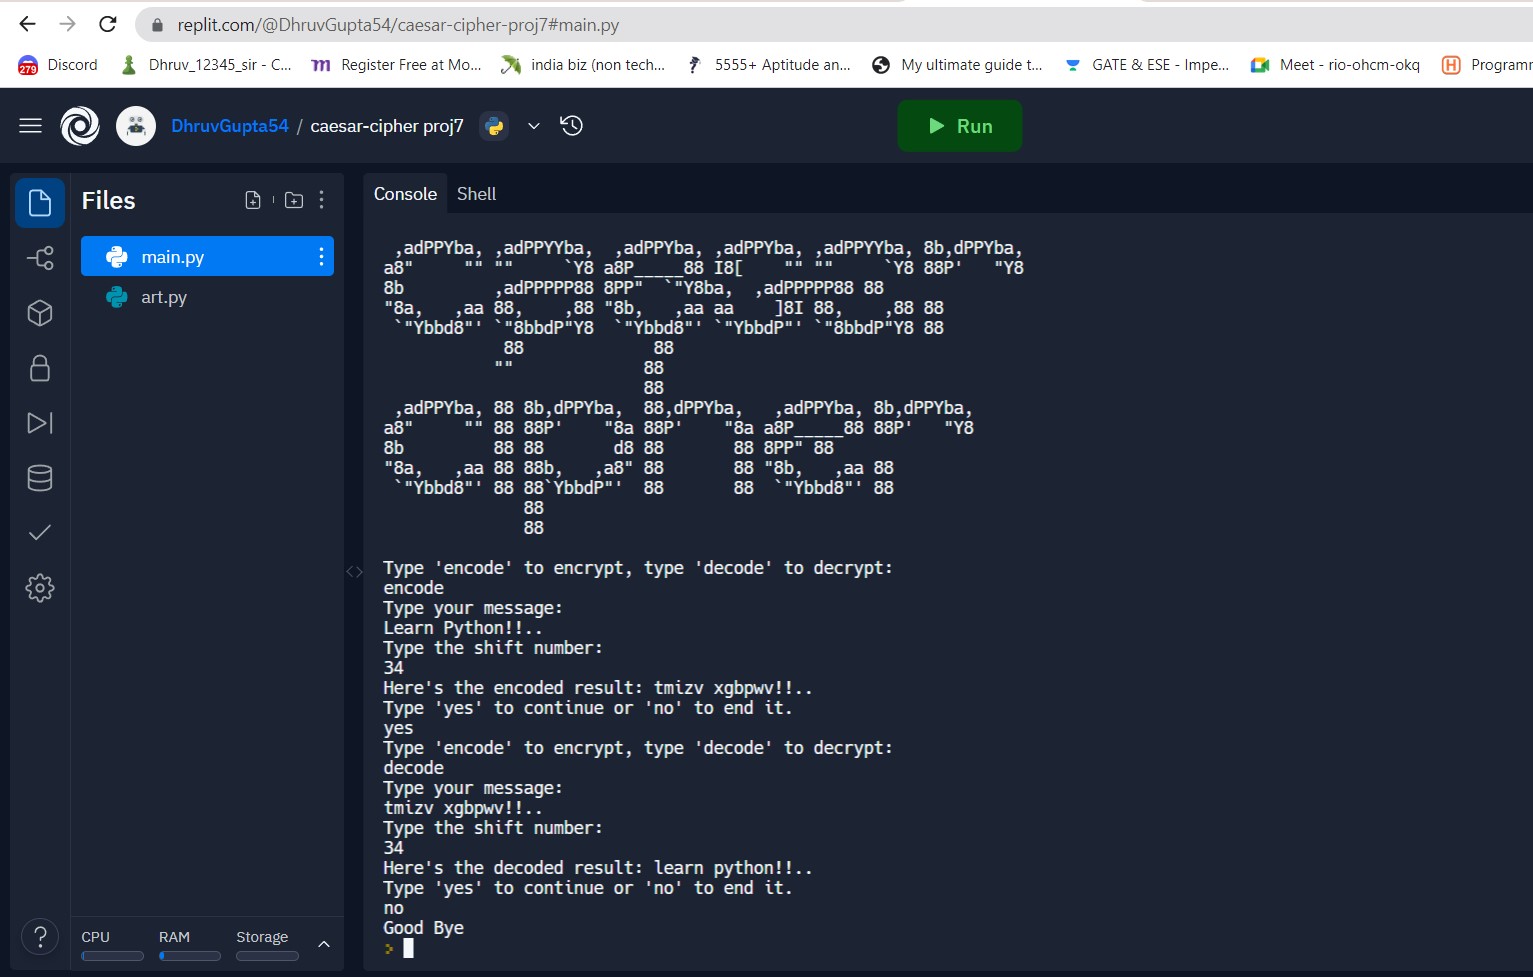 replit.com/@DhruvGupta54/caesar-cipher-proj7#main.py
279 Discord Dhruv_12345_sir - C... m Register Free at Mo... india biz (non tech... 5555+ Aptitude an... My ultimate guide t... GATE & ESE - Impe... Meet - rio-ohcm-okq H Programm
DhruvGupta54 / caesar-cipher proj7 Run
Files
main.py
art.py
CPU RAM Storage
?
Console Shell
 ,adPPYba, ,adPPYYba,  ,adPPYba, ,adPPYba, ,adPPYYba, 8b,dPPYba,
a8"     "" ""     `Y8 a8P_____88 I8[    "" ""     `Y8 88P'   "Y8
8b         ,adPPPPP88 8PP"  `"Y8ba,  ,adPPPPP88 88
"8a,   ,aa 88,    ,88 "8b,   ,aa aa    ]8I 88,    ,88 88
 `"Ybbd8"' `"8bbdP"Y8  `"Ybbd8"' `"YbbdP"' `"8bbdP"Y8 88
            88             88
           ""             88
                          88
 ,adPPYba, 88 8b,dPPYba,  88,dPPYba,   ,adPPYba, 8b,dPPYba,
a8"     "" 88 88P'    "8a 88P'    "8a a8P_____88 88P'   "Y8
8b         88 88       d8 88       88 8PP" 88
"8a,   ,aa 88 88b,   ,a8" 88       88 "8b,   ,aa 88
 `"Ybbd8"' 88 88`YbbdP"'  88       88  `"Ybbd8"' 88
              88
              88
Type 'encode' to encrypt, type 'decode' to decrypt:
encode
Type your message:
Learn Python!!..
Type the shift number:
34
Here's the encoded result: tmizv xgbpwv!!..
Type 'yes' to continue or 'no' to end it.
yes
Type 'encode' to encrypt, type 'decode' to decrypt:
decode
Type your message:
tmizv xgbpwv!!..
Type the shift number:
34
Here's the decoded result: learn python!!..
Type 'yes' to continue or 'no' to end it.
no
Good Bye
>